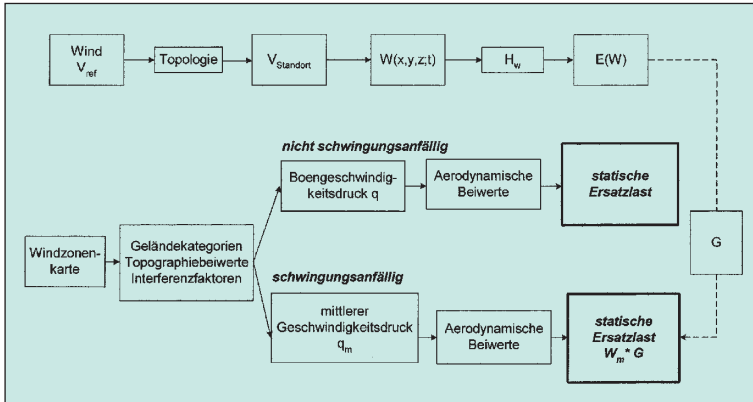 Wind
V_ref
Topologie
V_Standort
W(x,y,z;t)
H_w
E(W)
nicht schwingungsanfällig
Boengeschwindig-
keitsdruck q
Aerodynamische
Beiwerte
statische
Ersatzlast
G
Windzonen-
karte
Geländekategorien
Topographiebeiwerte
Interferenzfaktoren
schwingungsanfällig
mittlerer
Geschwindigkeitsdruck
q_m
Aerodynamische
Beiwerte
statische
Ersatzlast
W_m* G